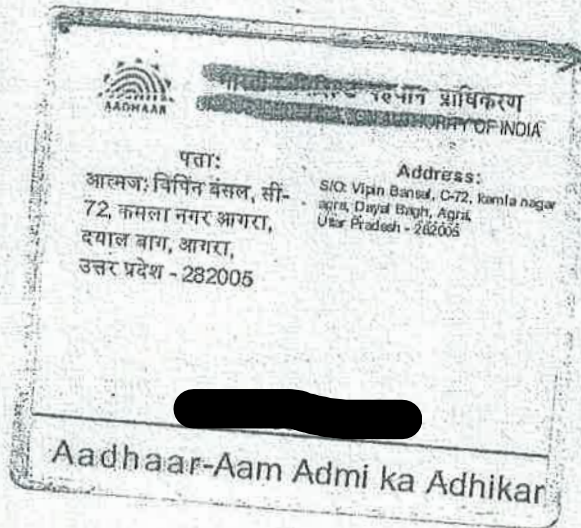 AADHAAR
पहचान प्राधिकरण
OF INDIA
पता:
आत्मज: विपिन बंसल, सी-
72, कमला नगर आगरा,
दयाल बाग, आगरा,
उत्तर प्रदेश - 282005
Address:
S/O: Vipin Bansal, C-72, kamla nagar
agra, Dayal Bagh, Agra,
Uttar Pradesh - 282005
Aadhaar-Aam Admi ka Adhikar